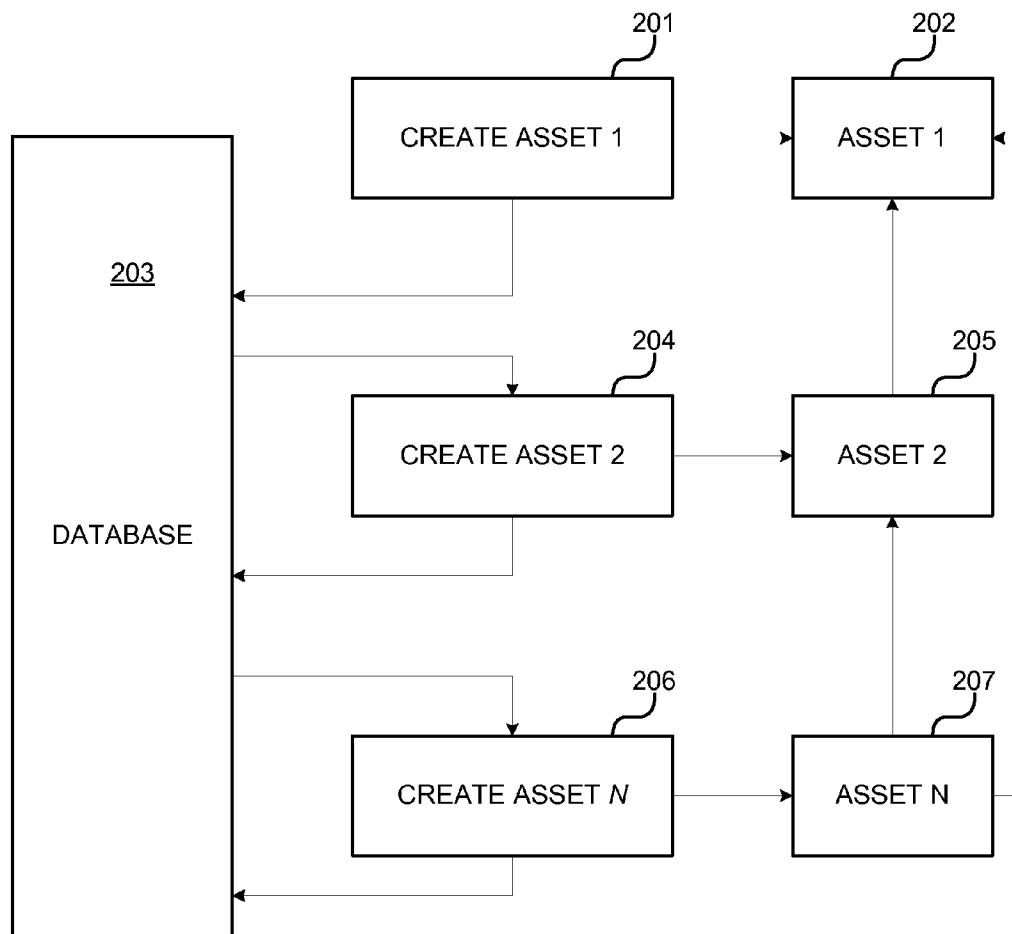 201
202
CREATE ASSET 1
ASSET 1
203
204
205
CREATE ASSET 2
ASSET 2
DATABASE
206
207
CREATE ASSET N
ASSET N